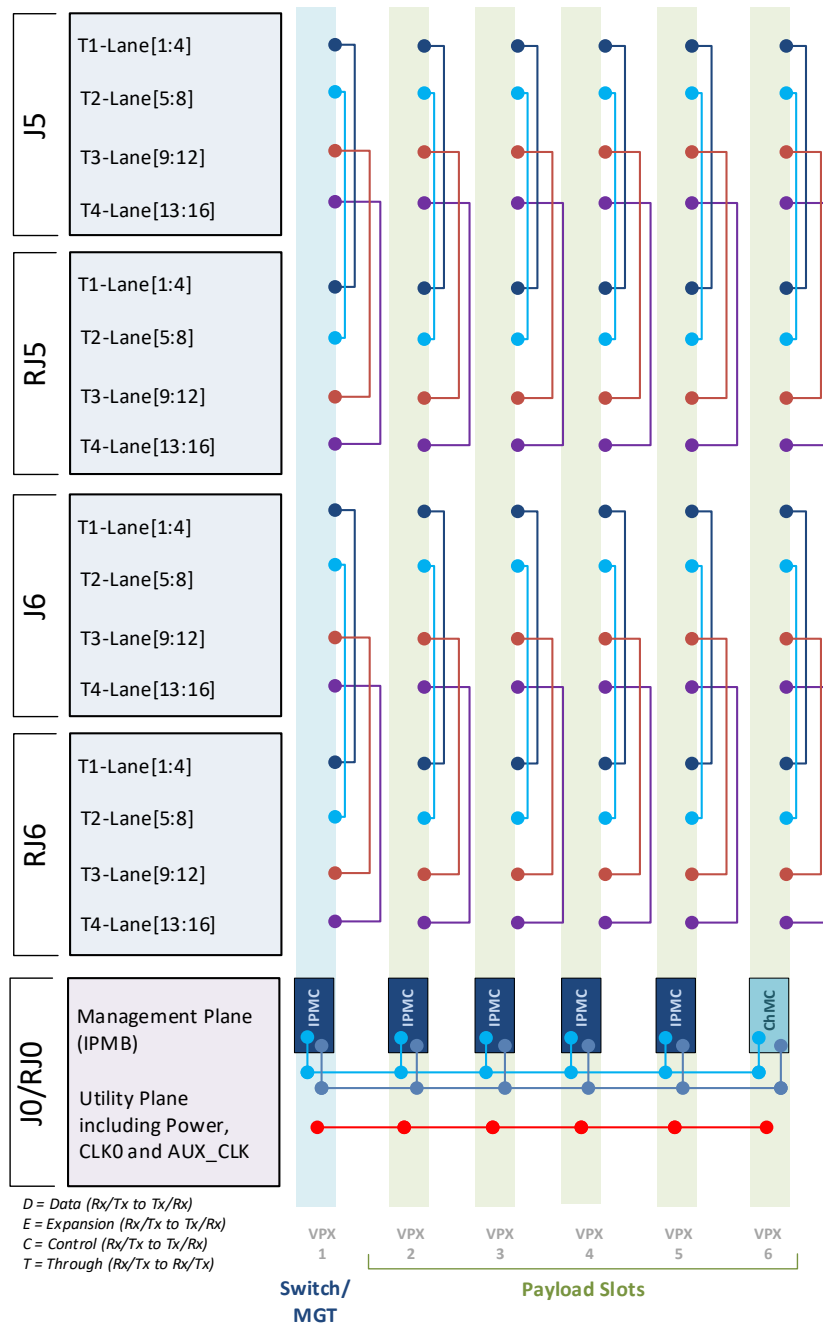 J5
T1-Lane[1:4]
T2-Lane[5:8]
T3-Lane[9:12]
T4-Lane[13:16]
RJ5
T1-Lane[1:4]
T2-Lane[5:8]
T3-Lane[9:12]
T4-Lane[13:16]
J6
T1-Lane[1:4]
T2-Lane[5:8]
T3-Lane[9:12]
T4-Lane[13:16]
RJ6
T1-Lane[1:4]
T2-Lane[5:8]
T3-Lane[9:12]
T4-Lane[13:16]
J0/RJ0
Management Plane
(IPMB)
Utility Plane
including Power,
CLK0 and AUX_CLK
IPMC
IPMC
IPMC
IPMC
IPMC
ChMC
D = Data (Rx/Tx to Tx/Rx)
E = Expansion (Rx/Tx to Tx/Rx)
C = Control (Rx/Tx to Tx/Rx)
T = Through (Rx/Tx to Rx/Tx)
VPX
1
VPX
2
VPX
3
VPX
4
VPX
5
VPX
6
Switch/
MGT
Payload Slots